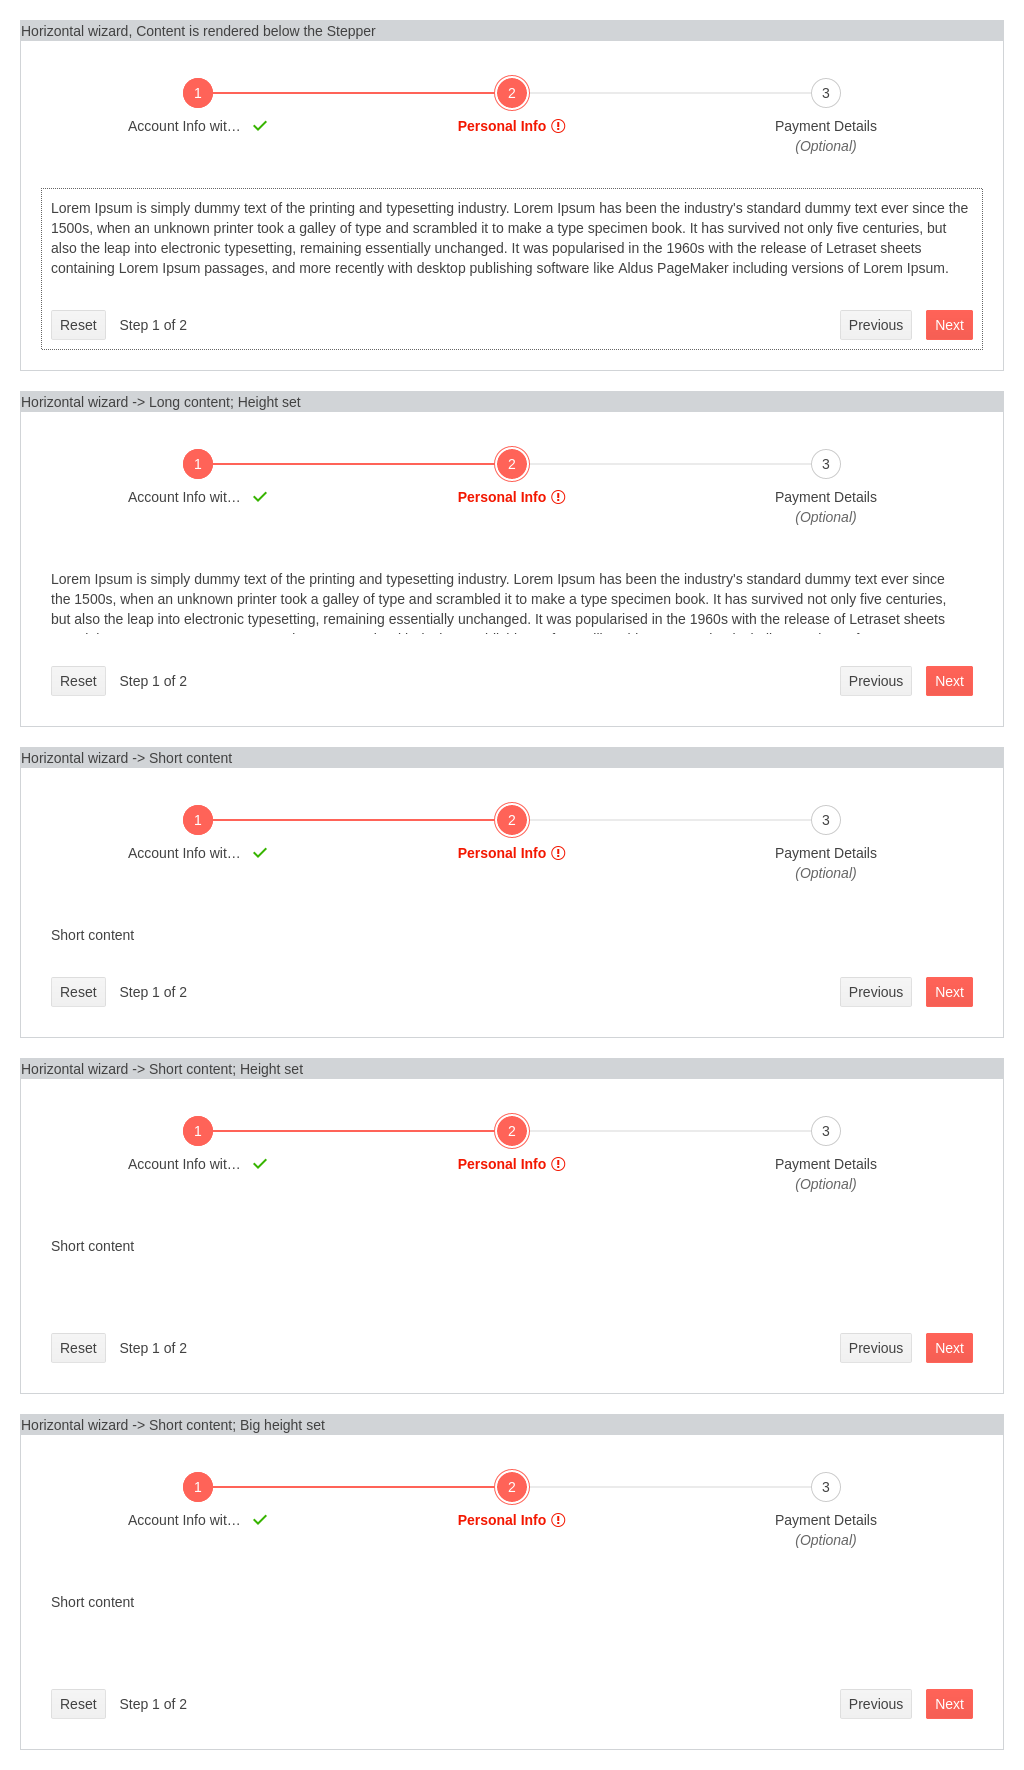 Horizontal wizard, Content is rendered below the Stepper
1 2 3
Account Info wit… Personal Info Payment Details
(Optional)
Lorem Ipsum is simply dummy text of the printing and typesetting industry. Lorem Ipsum has been the industry's standard dummy text ever since the
1500s, when an unknown printer took a galley of type and scrambled it to make a type specimen book. It has survived not only five centuries, but
also the leap into electronic typesetting, remaining essentially unchanged. It was popularised in the 1960s with the release of Letraset sheets
containing Lorem Ipsum passages, and more recently with desktop publishing software like Aldus PageMaker including versions of Lorem Ipsum.
Reset Step 1 of 2 Previous Next
Horizontal wizard -> Long content; Height set
1 2 3
Account Info wit… Personal Info Payment Details
(Optional)
Lorem Ipsum is simply dummy text of the printing and typesetting industry. Lorem Ipsum has been the industry's standard dummy text ever since
the 1500s, when an unknown printer took a galley of type and scrambled it to make a type specimen book. It has survived not only five centuries,
but also the leap into electronic typesetting, remaining essentially unchanged. It was popularised in the 1960s with the release of Letraset sheets
Reset Step 1 of 2 Previous Next
Horizontal wizard -> Short content
1 2 3
Account Info wit… Personal Info Payment Details
(Optional)
Short content
Reset Step 1 of 2 Previous Next
Horizontal wizard -> Short content; Height set
1 2 3
Account Info wit… Personal Info Payment Details
(Optional)
Short content
Reset Step 1 of 2 Previous Next
Horizontal wizard -> Short content; Big height set
1 2 3
Account Info wit… Personal Info Payment Details
(Optional)
Short content
Reset Step 1 of 2 Previous Next